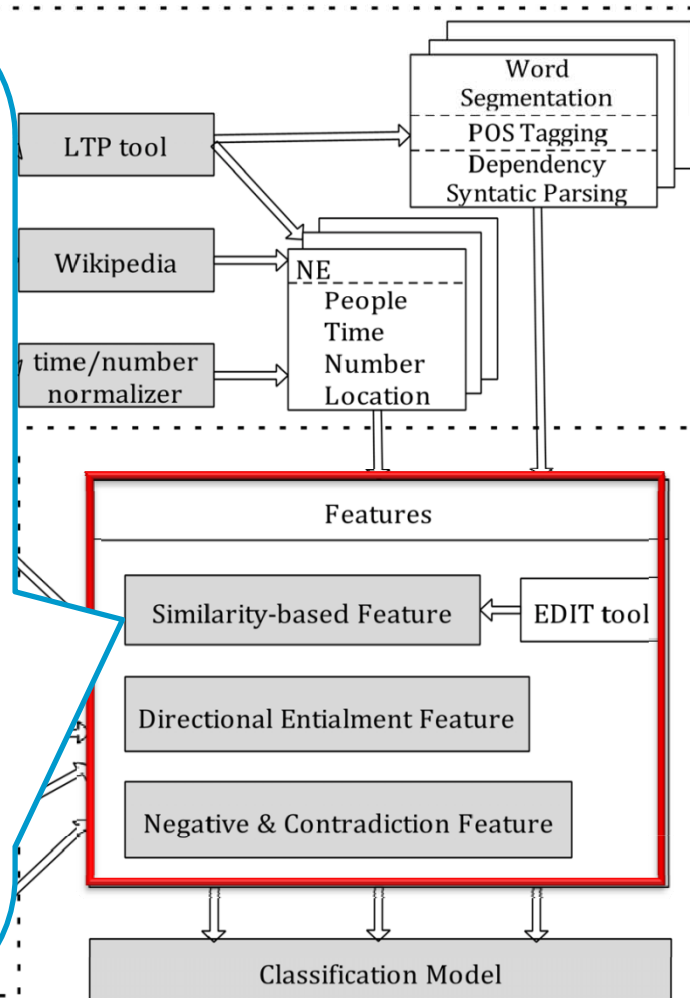 Word
Segmentation
POS Tagging
Dependency
Syntatic Parsing
LTP tool
Wikipedia
time/number
normalizer
NE
People
Time
Number
Location
Features
Similarity-based Feature
EDIT tool
Directional Entialment Feature
Negative & Contradiction Feature
Classification Model